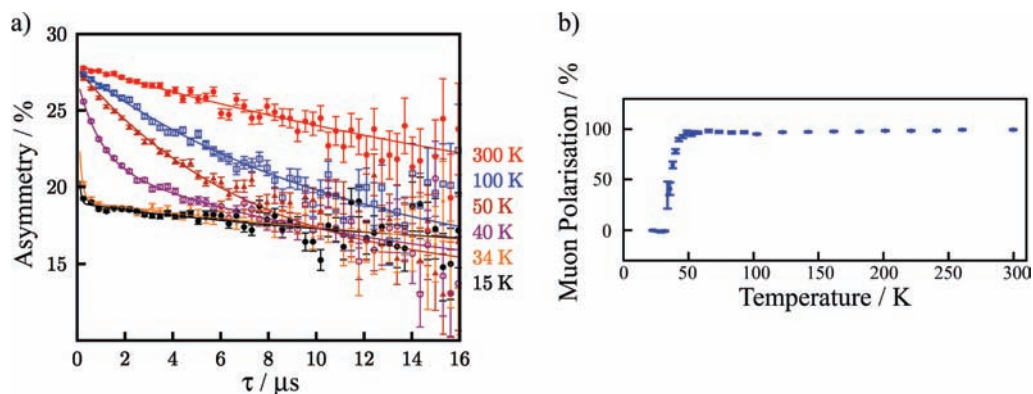 a)
30
25
20
15
Asymmetry / %
0 2 4 6 8 10 12 14 16
τ / μs
300 K
100 K
50 K
40 K
34 K
15 K
b)
Muon Polarisation / %
100
50
0
0 50 100 150 200 250 300
Temperature / K